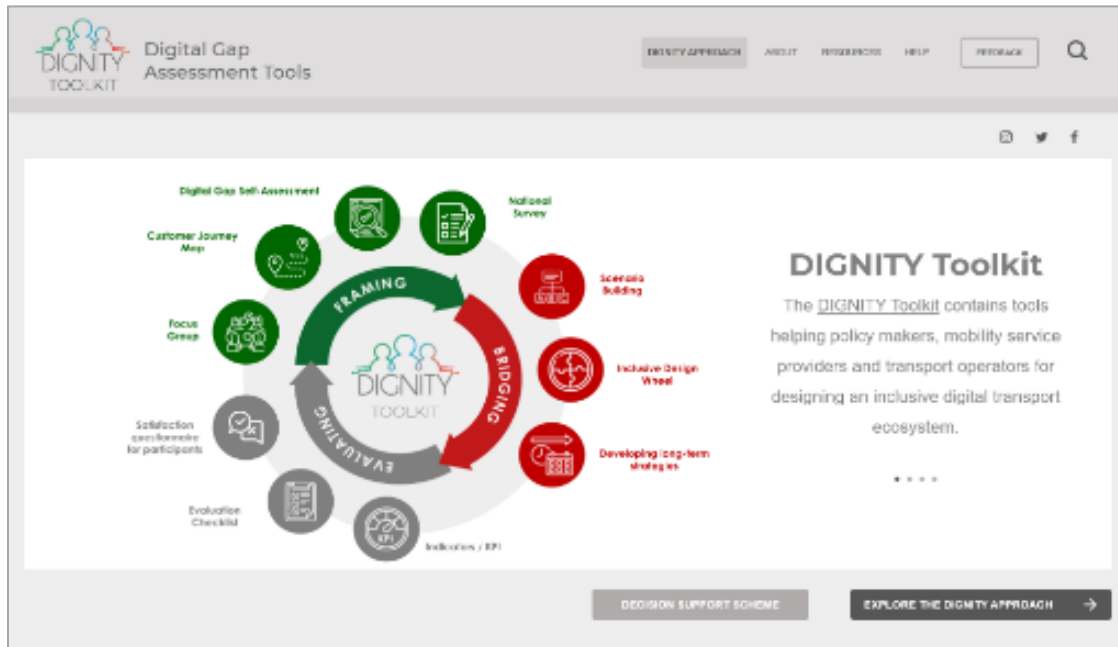 DIGNITY
TOOLKIT
Digital Gap
Assessment Tools
DIGNITY APPROACH
ABOUT
RESOURCES
HELP
FEEDBACK
Digital Gap Self-Assessment
National
Survey
Customer Journey
Map
Scenario
Building
Focus
Group
FRAMING
BRIDGING
EVALUATING
DIGNITY
TOOLKIT
Inclusive Design
Wheel
Satisfaction
questionnaire
for participants
Developing long-term
strategies
Evaluation
Checklist
KPI
Indicators / KPI
DIGNITY Toolkit
The DIGNITY Toolkit contains tools
helping policy makers, mobility service
providers and transport operators for
designing an inclusive digital transport
ecosystem.
DECISION SUPPORT SCHEME
EXPLORE THE DIGNITY APPROACH